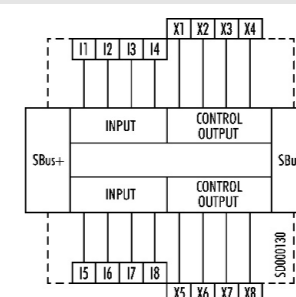 X1 X2 X3 X4
I1 I2 I3 I4
INPUT CONTROL OUTPUT
SBus+ SBu
INPUT CONTROL OUTPUT
SD000130
I5 I6 I7 I8
X5 X6 X7 X8